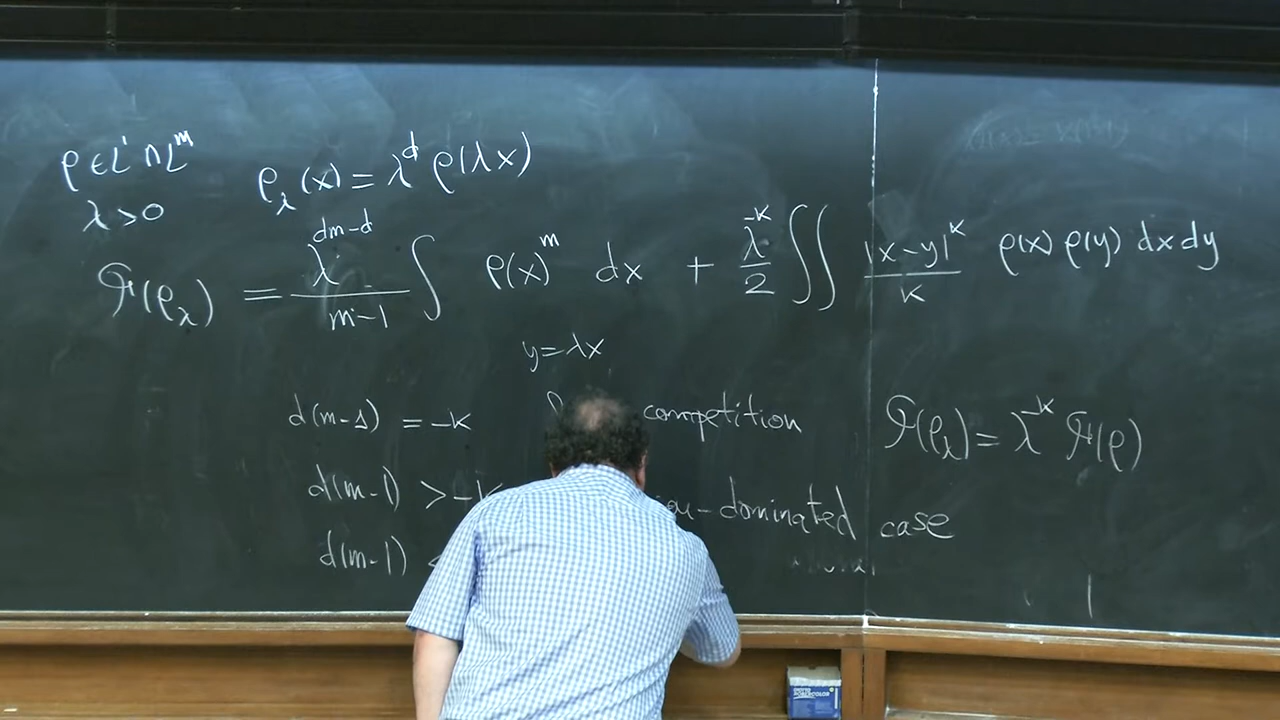 ρ ∈ L¹ ∩ Lᵐ    ρ_λ(x) = λ^d ρ(λx)
λ > 0
𝓕(ρ_λ) = λ^{dm-d}/(m-1) ∫ ρ(x)^m dx + λ^{-k}/2 ∬ |x-y|^k/k ρ(x) ρ(y) dx dy
y = λx
d(m-1) = -k    competition    𝓕(ρ_λ) = λ^{-k} 𝓕(ρ)
d(m-1) > -k    -dominated case
d(m-1) <